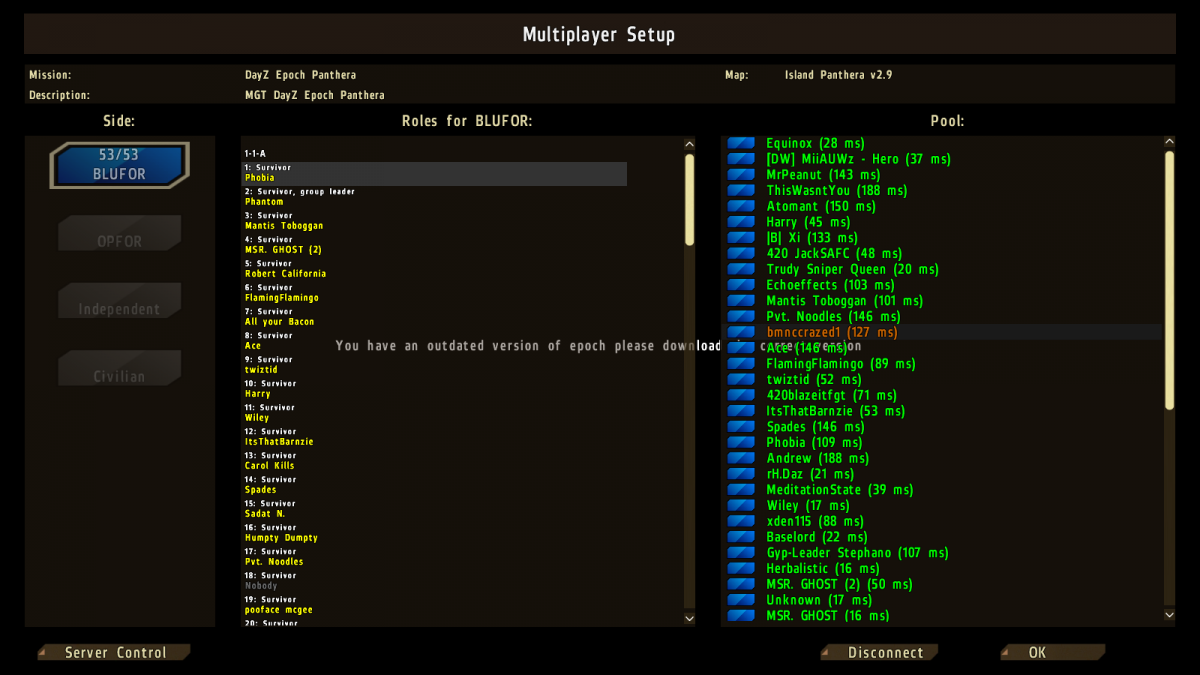 Multiplayer Setup
Mission: DayZ Epoch Panthera Map: Island Panthera v2.9
Description: MGT DayZ Epoch Panthera
Side:
53/53
BLUFOR
OPFOR
Independent
Civilian
Roles for BLUFOR:
1-1-A
1: Survivor
Phobia
2: Survivor, group leader
Phantom
3: Survivor
Mantis Toboggan
4: Survivor
MSR. GHOST (2)
5: Survivor
Robert California
6: Survivor
FlamingFlamingo
7: Survivor
All your Bacon
8: Survivor
Ace
9: Survivor
twiztid
10: Survivor
Harry
11: Survivor
Wiley
12: Survivor
ItsThatBarnzie
13: Survivor
Carol Kills
14: Survivor
Spades
15: Survivor
Sadat N.
16: Survivor
Humpty Dumpty
17: Survivor
Pvt. Noodles
18: Survivor
Nobody
19: Survivor
pooface mcgee
20: Survivor
You have an outdated version of epoch please download version
Pool:
Equinox (28 ms)
[DW] MiiAUWz - Hero (37 ms)
MrPeanut (143 ms)
ThisWasntYou (188 ms)
Atomant (150 ms)
Harry (45 ms)
|B| Xi (133 ms)
420 JackSAFC (48 ms)
Trudy Sniper Queen (20 ms)
Echoeffects (103 ms)
Mantis Toboggan (101 ms)
Pvt. Noodles (146 ms)
bmnccrazed1 (127 ms)
Ace (146 ms)
FlamingFlamingo (89 ms)
twiztid (52 ms)
420blazeitfgt (71 ms)
ItsThatBarnzie (53 ms)
Spades (146 ms)
Phobia (109 ms)
Andrew (188 ms)
rH.Daz (21 ms)
MeditationState (39 ms)
Wiley (17 ms)
xden115 (88 ms)
Baselord (22 ms)
Gyp-Leader Stephano (107 ms)
Herbalistic (16 ms)
MSR. GHOST (2) (50 ms)
Unknown (17 ms)
MSR. GHOST (16 ms)
Server Control
Disconnect
OK